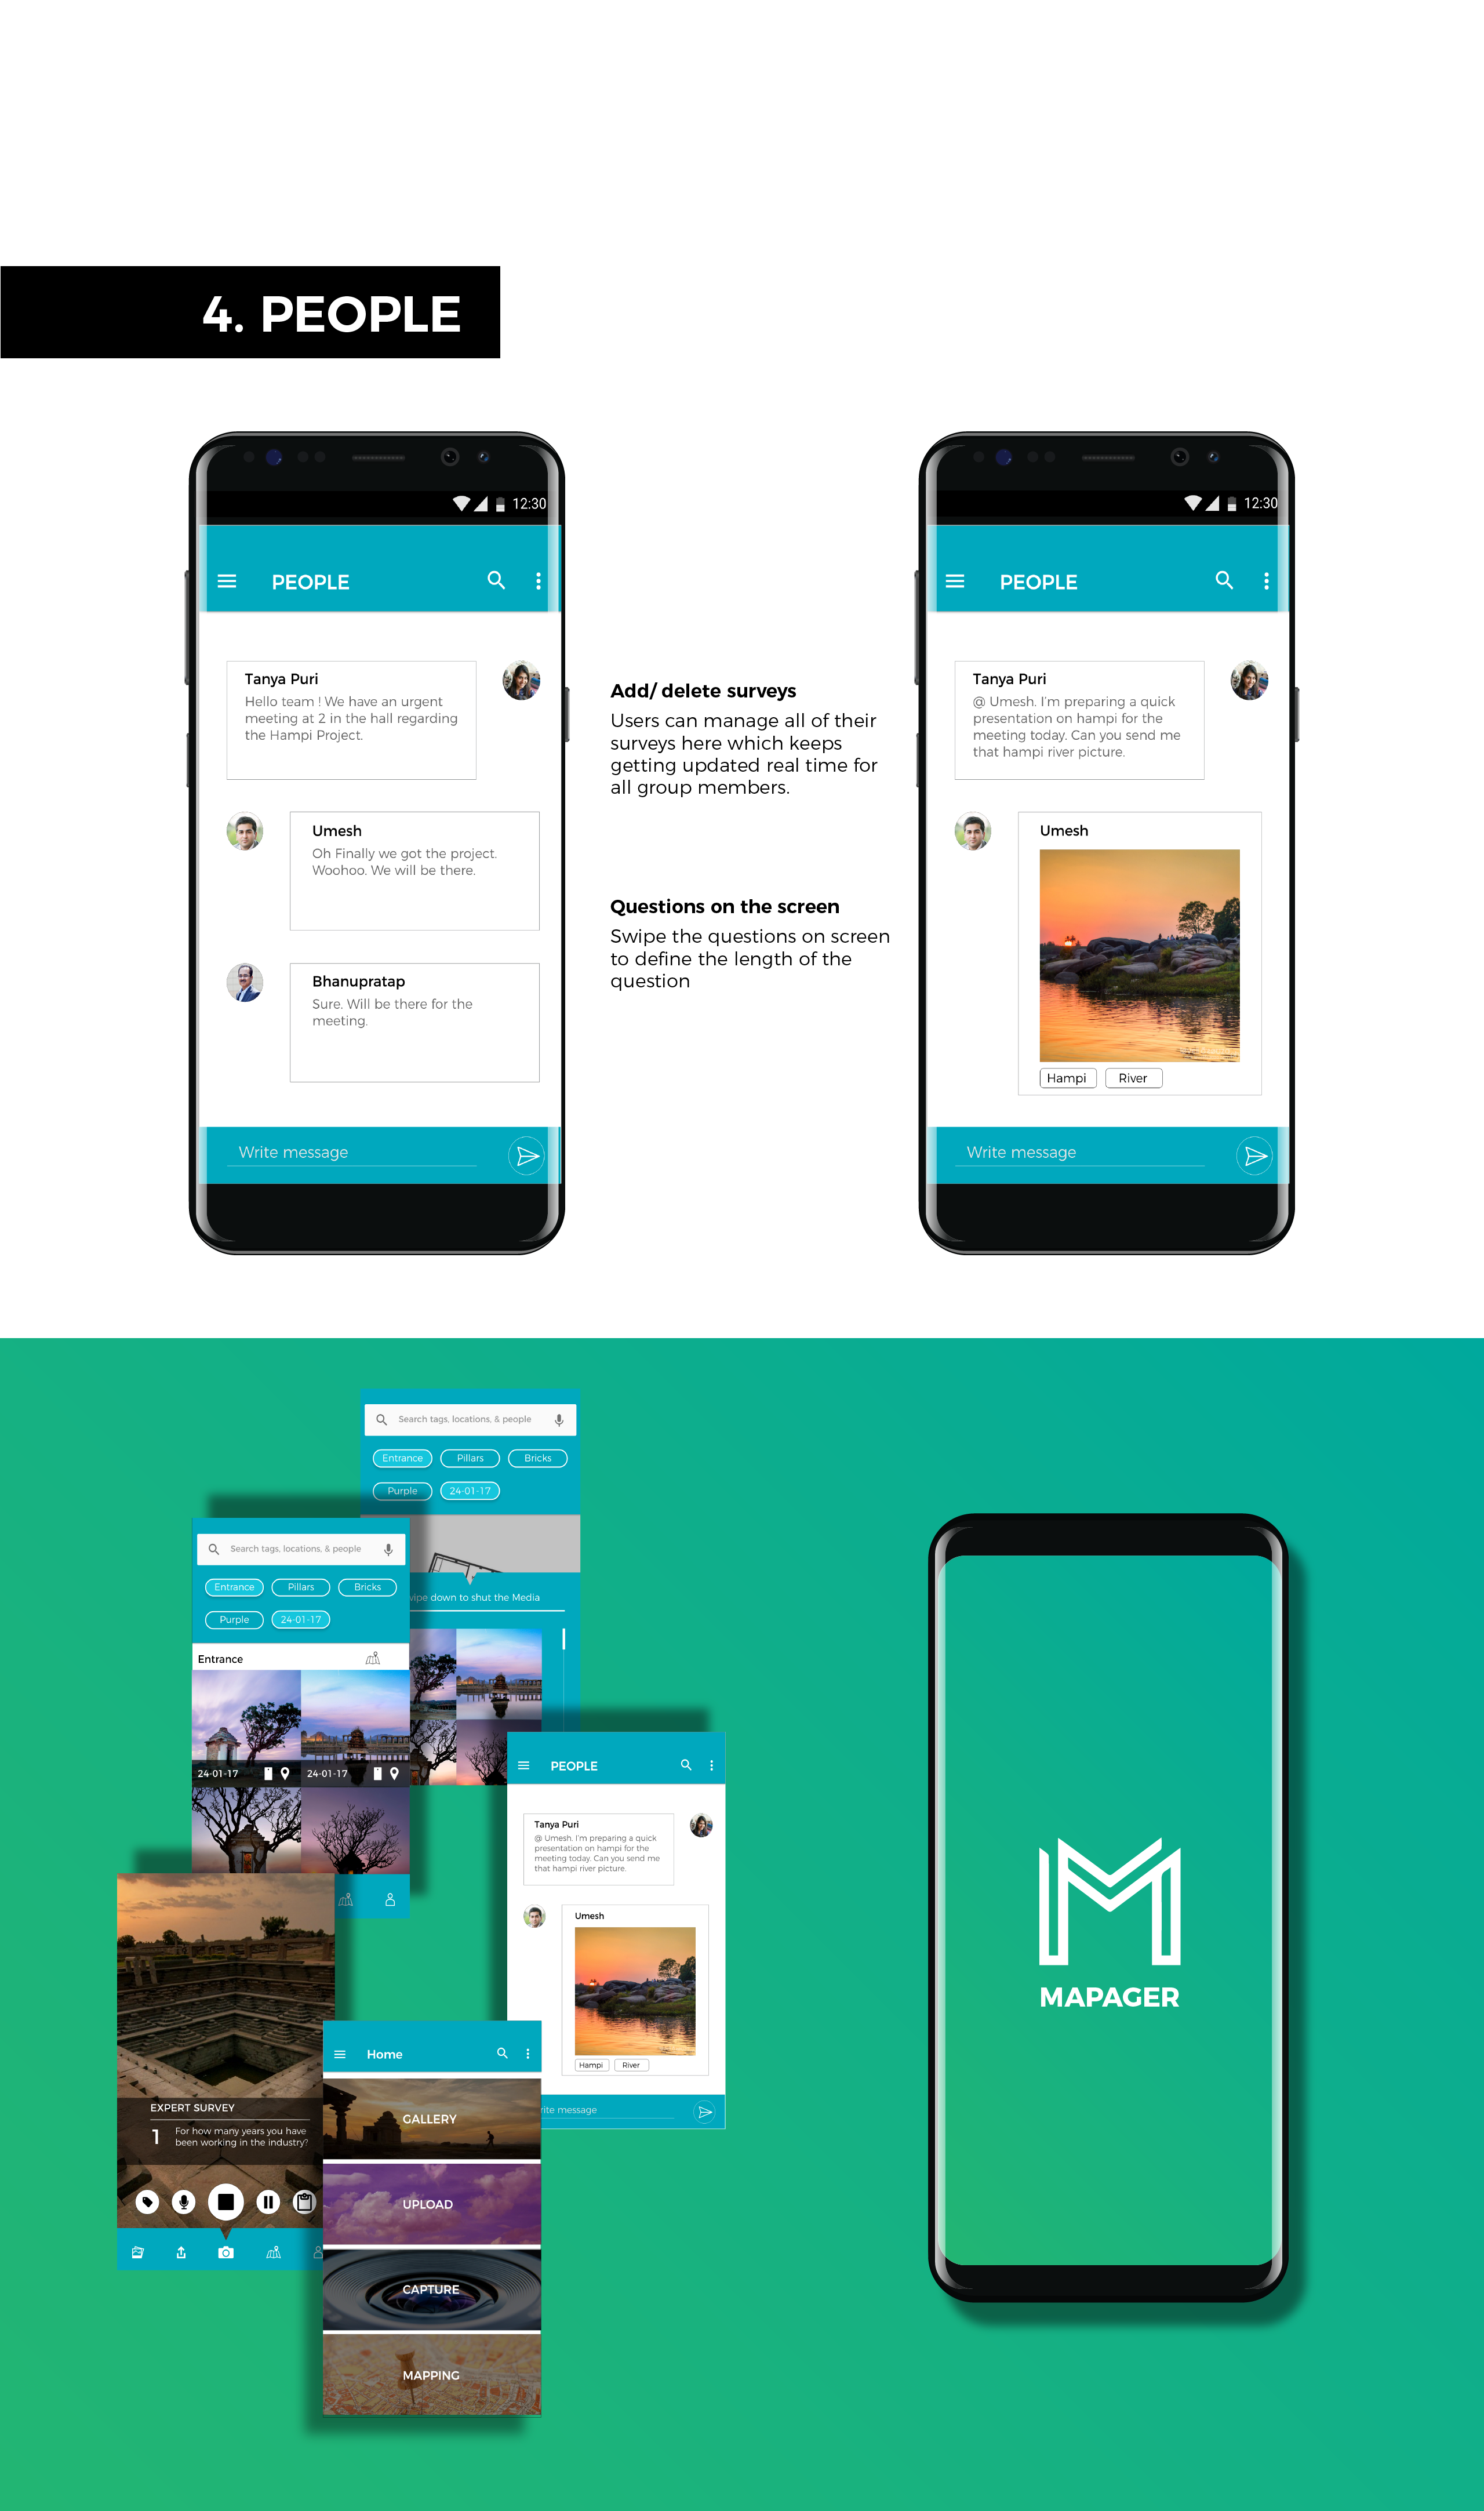 4. PEOPLE
12:30
PEOPLE
Tanya Puri
Hello team ! We have an urgent
meeting at 2 in the hall regarding
the Hampi Project.
Umesh
Oh Finally we got the project.
Woohoo. We will be there.
Bhanupratap
Sure. Will be there for the
meeting.
Write message
Add/ delete surveys
Users can manage all of their
surveys here which keeps
getting updated real time for
all group members.
Questions on the screen
Swipe the questions on screen
to define the length of the
question
12:30
PEOPLE
Tanya Puri
@ Umesh. I'm preparing a quick
presentation on hampi for the
meeting today. Can you send me
that hampi river picture.
Umesh
Hampi River
Write message
Search tags, locations, & people
Entrance Pillars Bricks
Purple 24-01-17
down to shut the Media
Search tags, locations, & people
Entrance Pillars Bricks
Purple 24-01-17
Entrance
24-01-17 24-01-17
PEOPLE
Tanya Puri
@ Umesh. I'm preparing a quick
presentation on hampi for the
meeting today. Can you send me
that hampi river picture.
Umesh
Hampi River
message
EXPERT SURVEY
1 For how many years you have
been working in the industry?
Home
GALLERY
UPLOAD
CAPTURE
MAPPING
M
MAPAGER